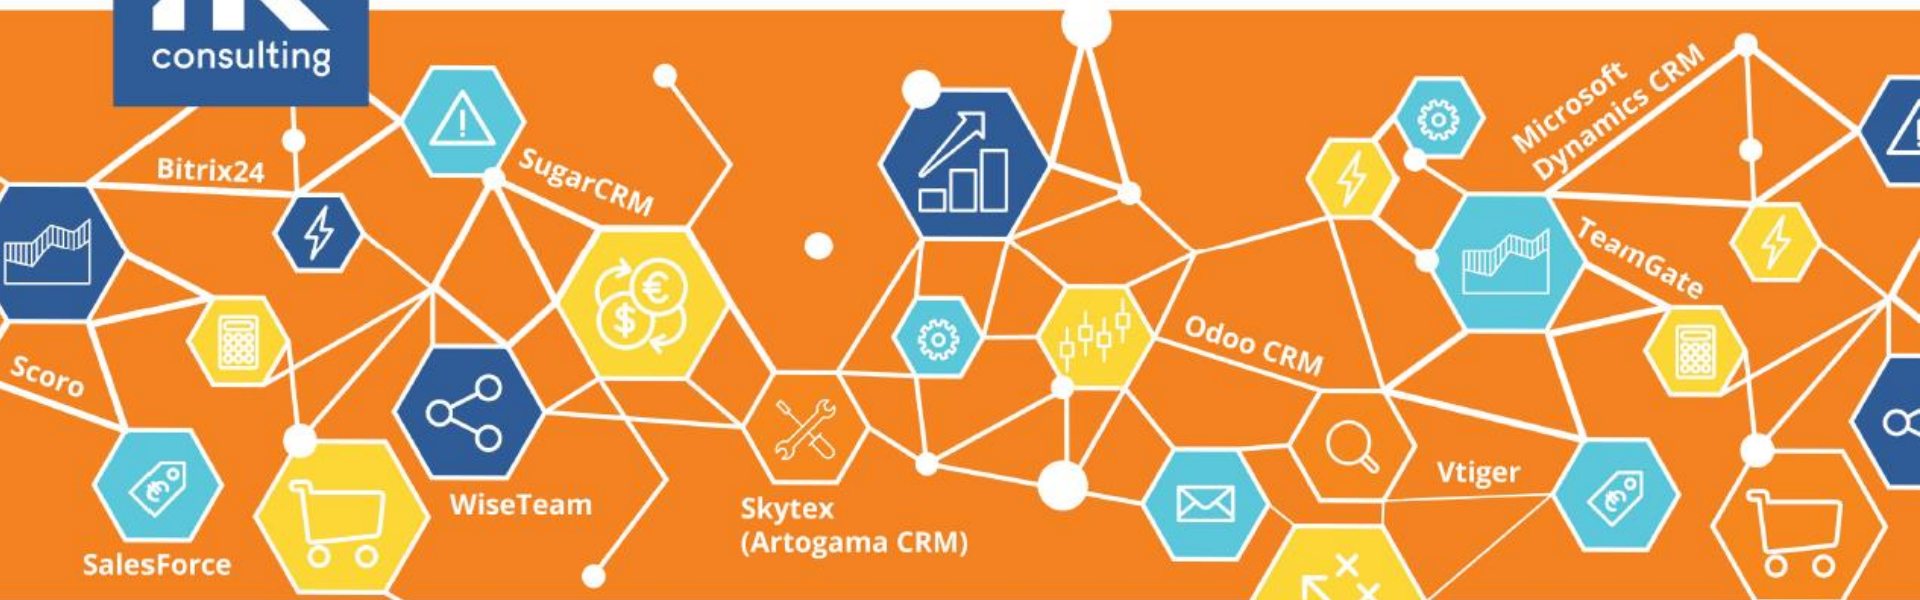 consulting
Bitrix24
SugarCRM
Microsoft
Dynamics CRM
TeamGate
Scoro
Odoo CRM
WiseTeam
Skytex
(Artogama CRM)
Vtiger
SalesForce